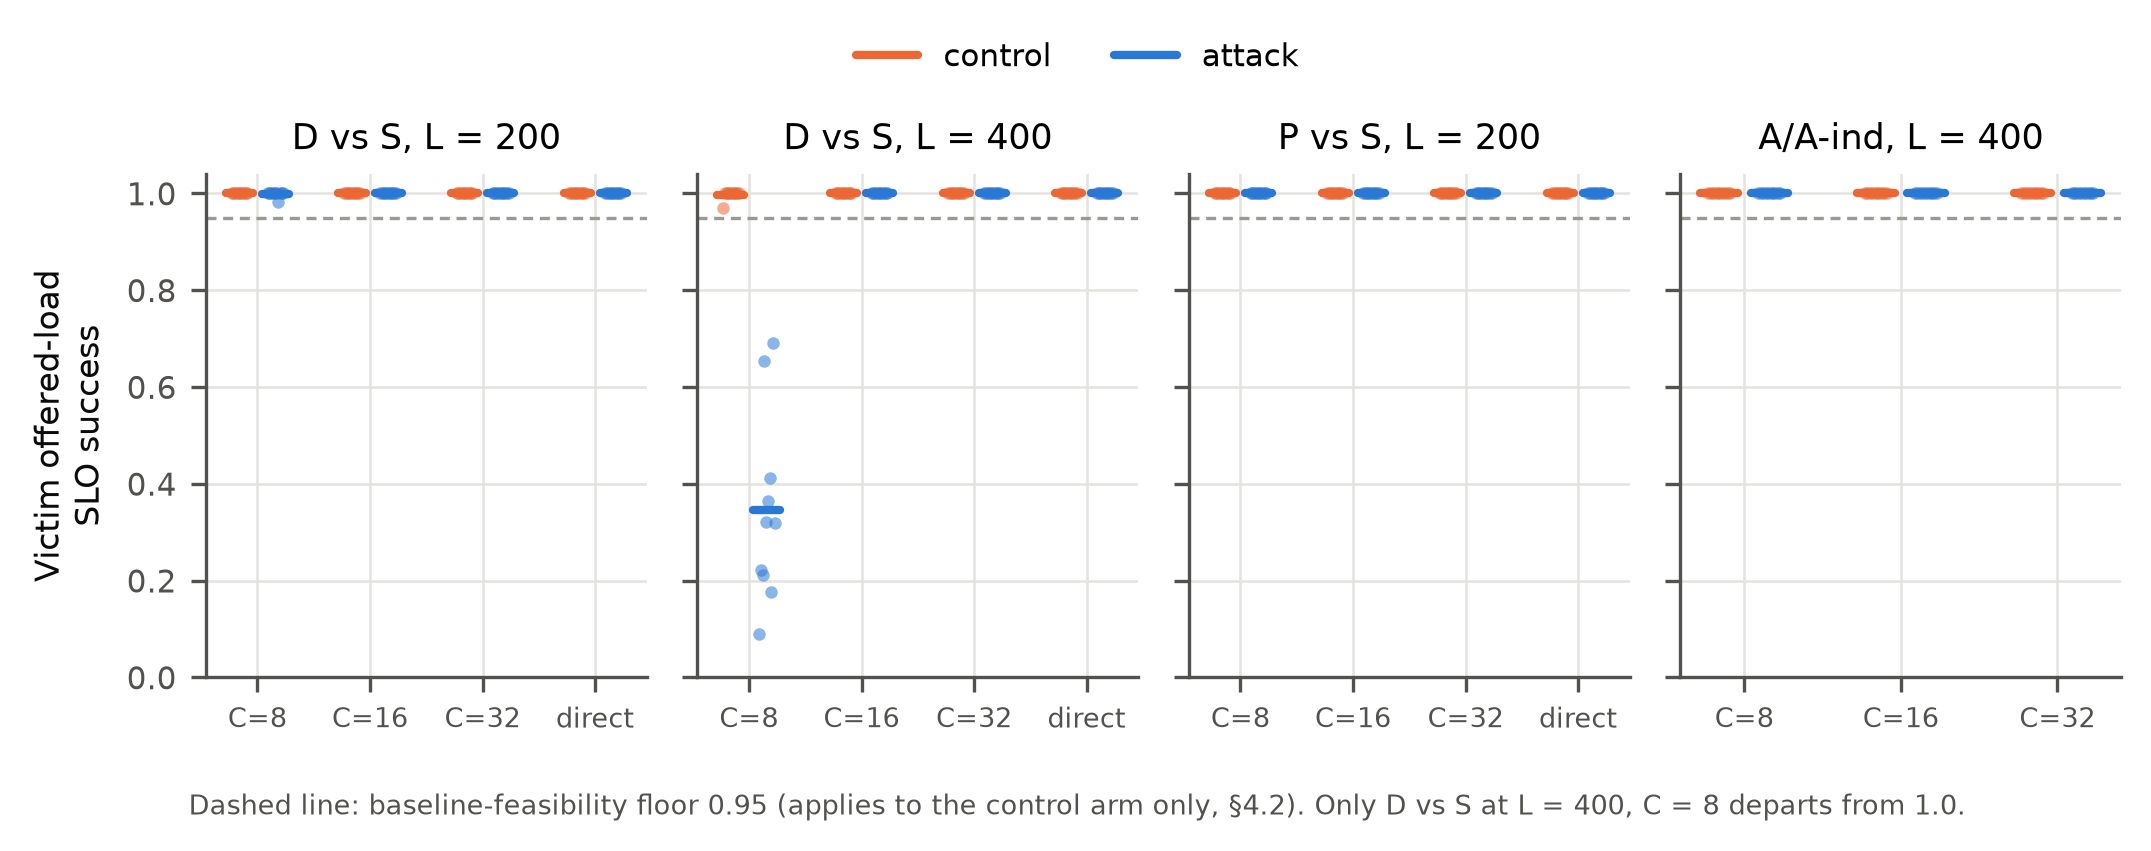 control attack
D vs S, L = 200
D vs S, L = 400
P vs S, L = 200
A/A-ind, L = 400
Victim offered-load
SLO success
1.0
0.8
0.6
0.4
0.2
0.0
C=8 C=16 C=32 direct
C=8 C=16 C=32 direct
C=8 C=16 C=32 direct
C=8 C=16 C=32
Dashed line: baseline-feasibility floor 0.95 (applies to the control arm only, §4.2). Only D vs S at L = 400, C = 8 departs from 1.0.